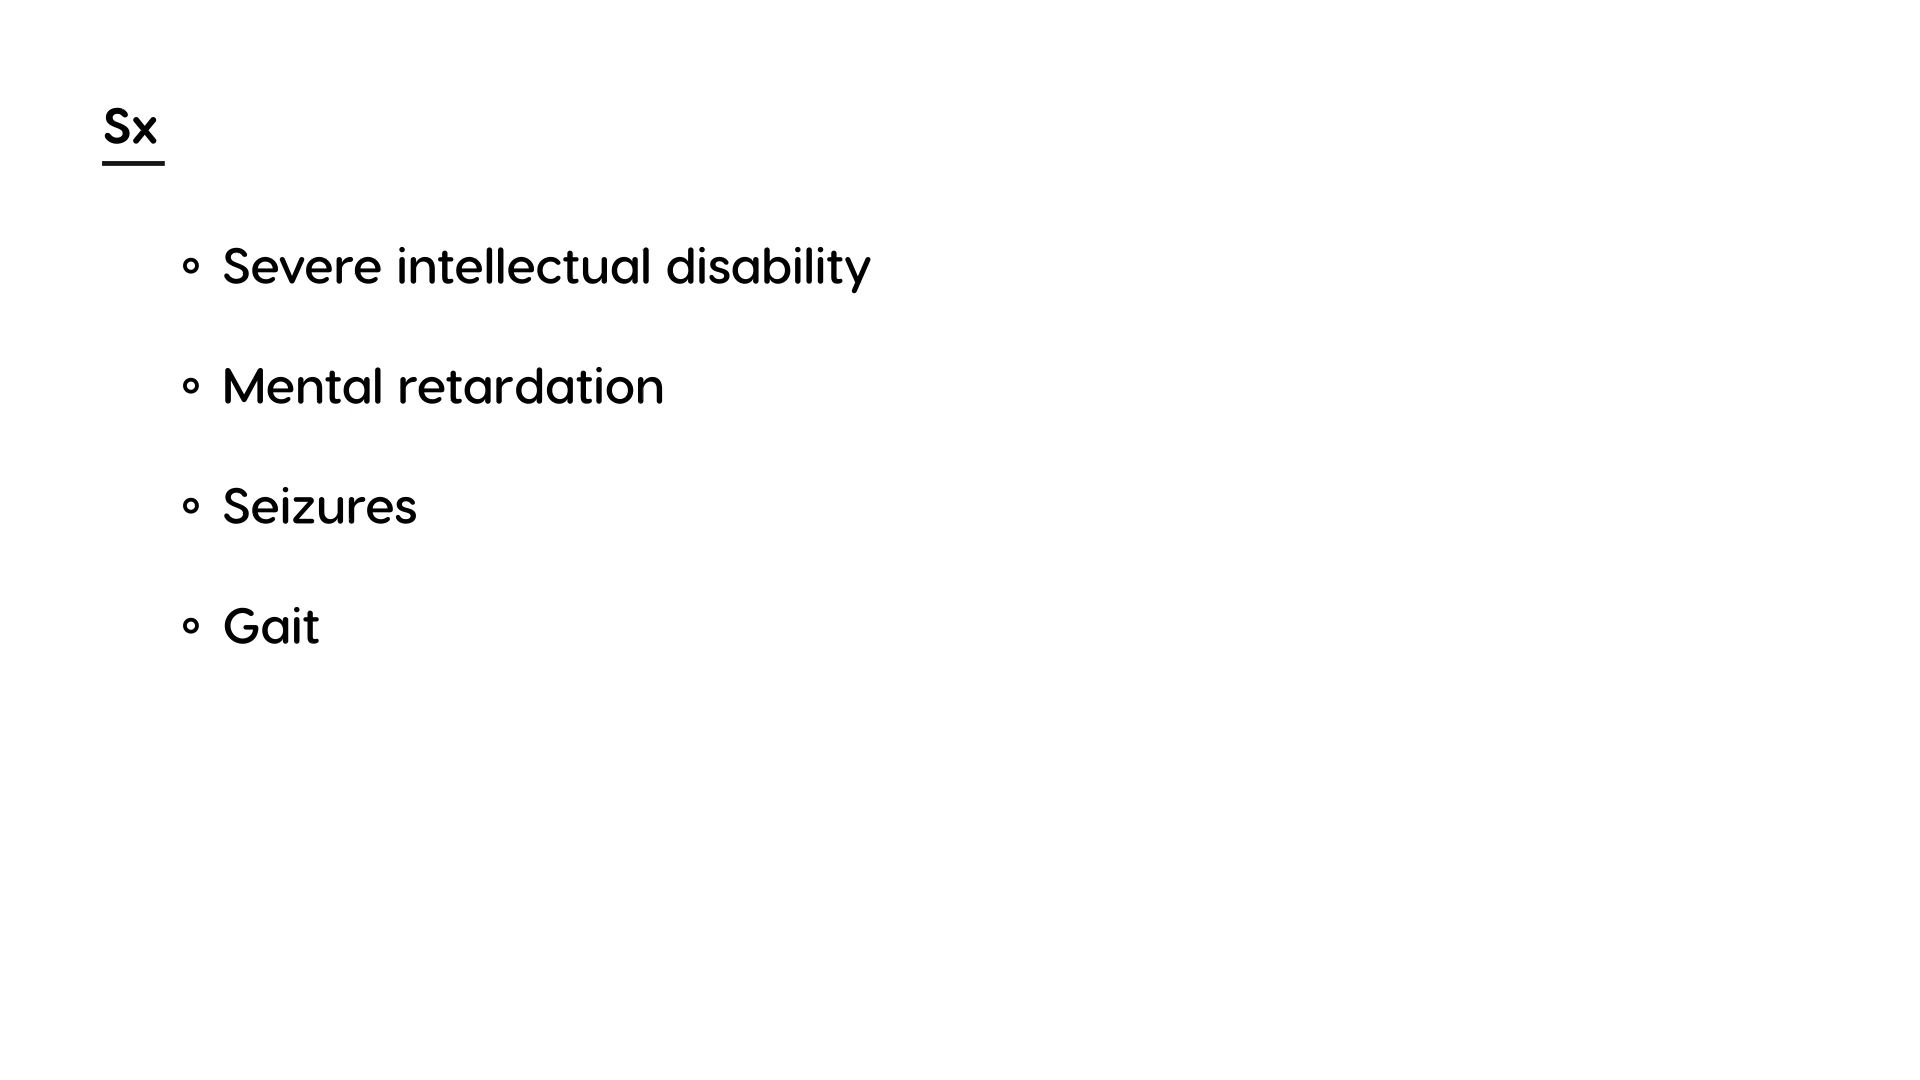 Sx
Severe intellectual disability
Mental retardation
Seizures
Gait